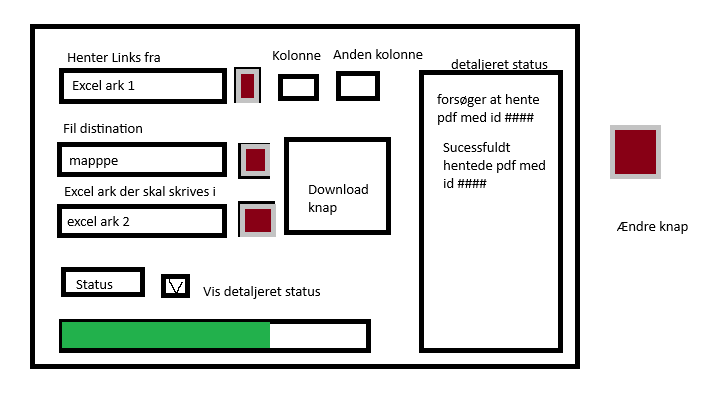 Henter Links fra
Kolonne
Anden kolonne
Excel ark 1
Fil distination
mapppe
Excel ark der skal skrives i
excel ark 2
Download
knap
Status
V
Vis detaljeret status
detaljeret status
forsøger at hente
pdf med id ####
Sucessfuldt
hentede pdf med
id ####
Ændre knap